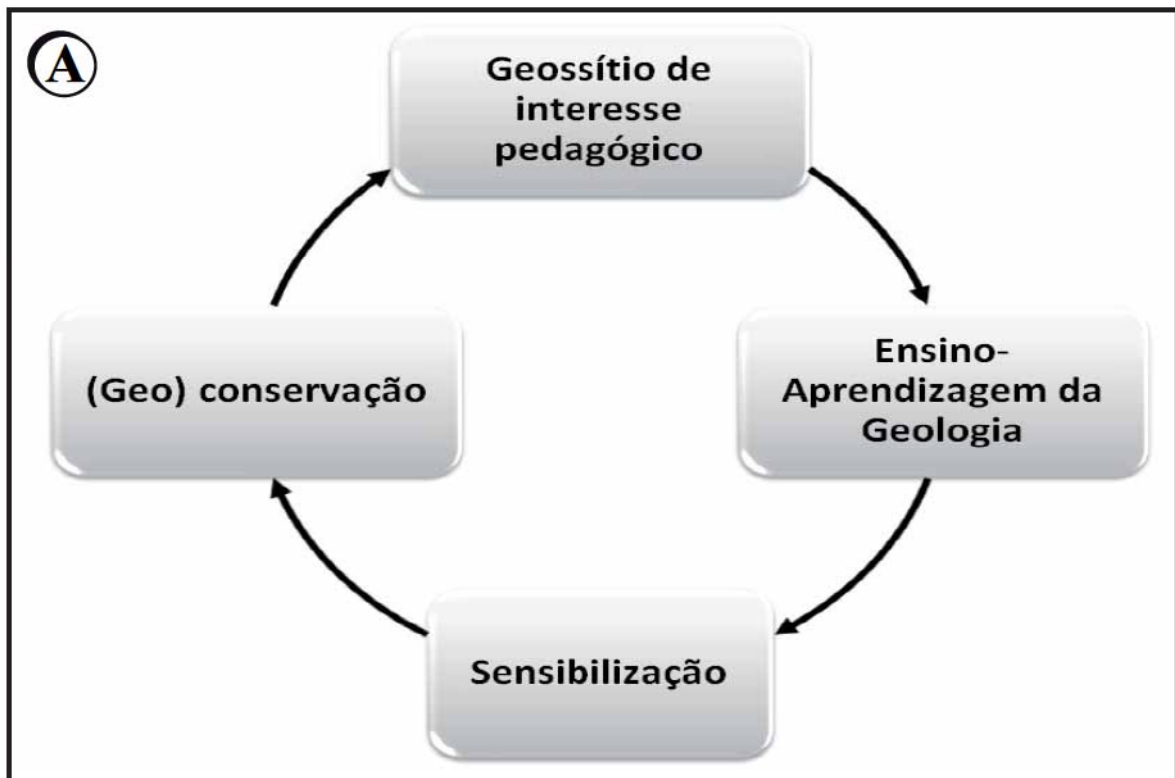 A
Geossítio de
interesse
pedagógico
Ensino-
Aprendizagem da
Geologia
Sensibilização
(Geo) conservação